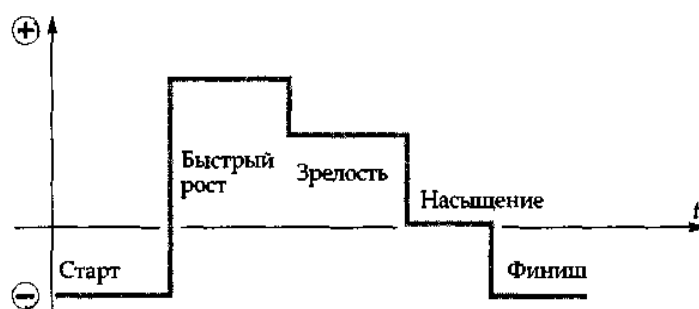 +
Быстрый
рост
Зрелость
Насыщение
t
Старт
Финиш
−